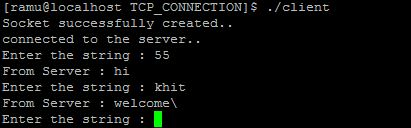 [ramu@localhost TCP_CONNECTION]$ ./client
Socket successfully created..
connected to the server..
Enter the string : 55
From Server : hi
Enter the string : khit
From Server : welcome\
Enter the string :